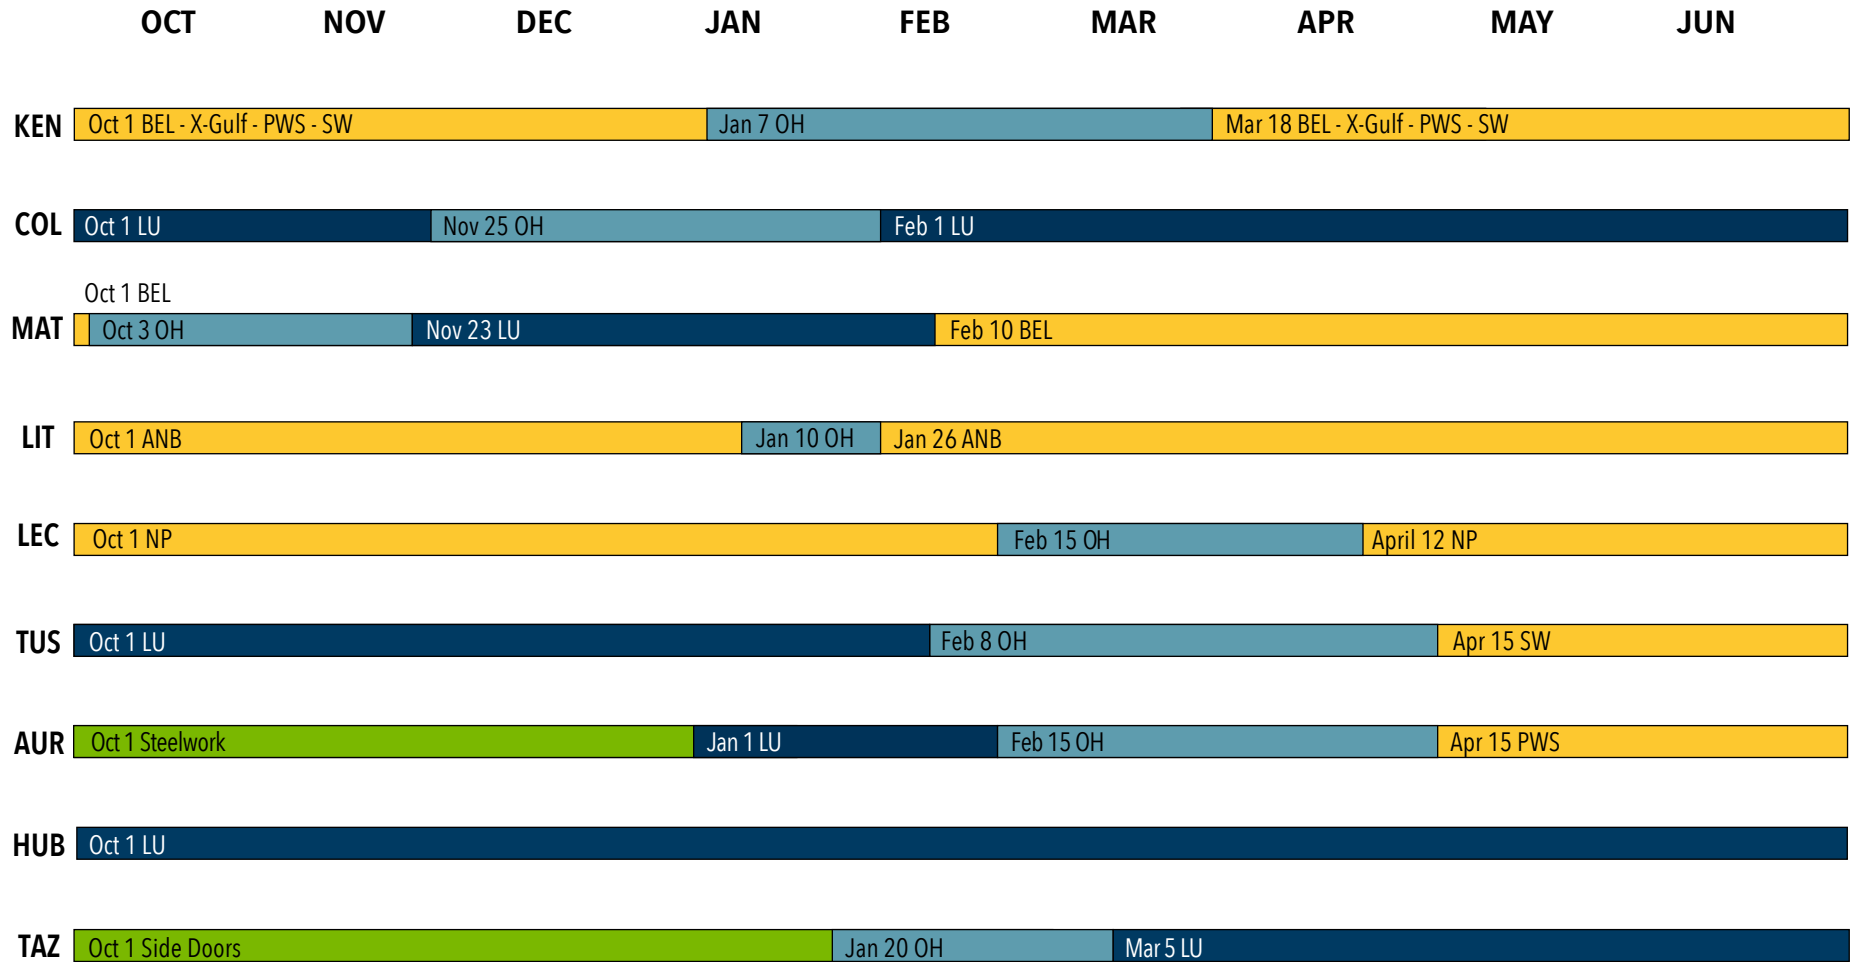 OCT NOV DEC JAN FEB MAR APR MAY JUN
KEN Oct 1 BEL - X-Gulf - PWS - SW Jan 7 OH Mar 18 BEL - X-Gulf - PWS - SW
COL Oct 1 LU Nov 25 OH Feb 1 LU
Oct 1 BEL
MAT Oct 3 OH Nov 23 LU Feb 10 BEL
LIT Oct 1 ANB Jan 10 OH Jan 26 ANB
LEC Oct 1 NP Feb 15 OH April 12 NP
TUS Oct 1 LU Feb 8 OH Apr 15 SW
AUR Oct 1 Steelwork Jan 1 LU Feb 15 OH Apr 15 PWS
HUB Oct 1 LU
TAZ Oct 1 Side Doors Jan 20 OH Mar 5 LU